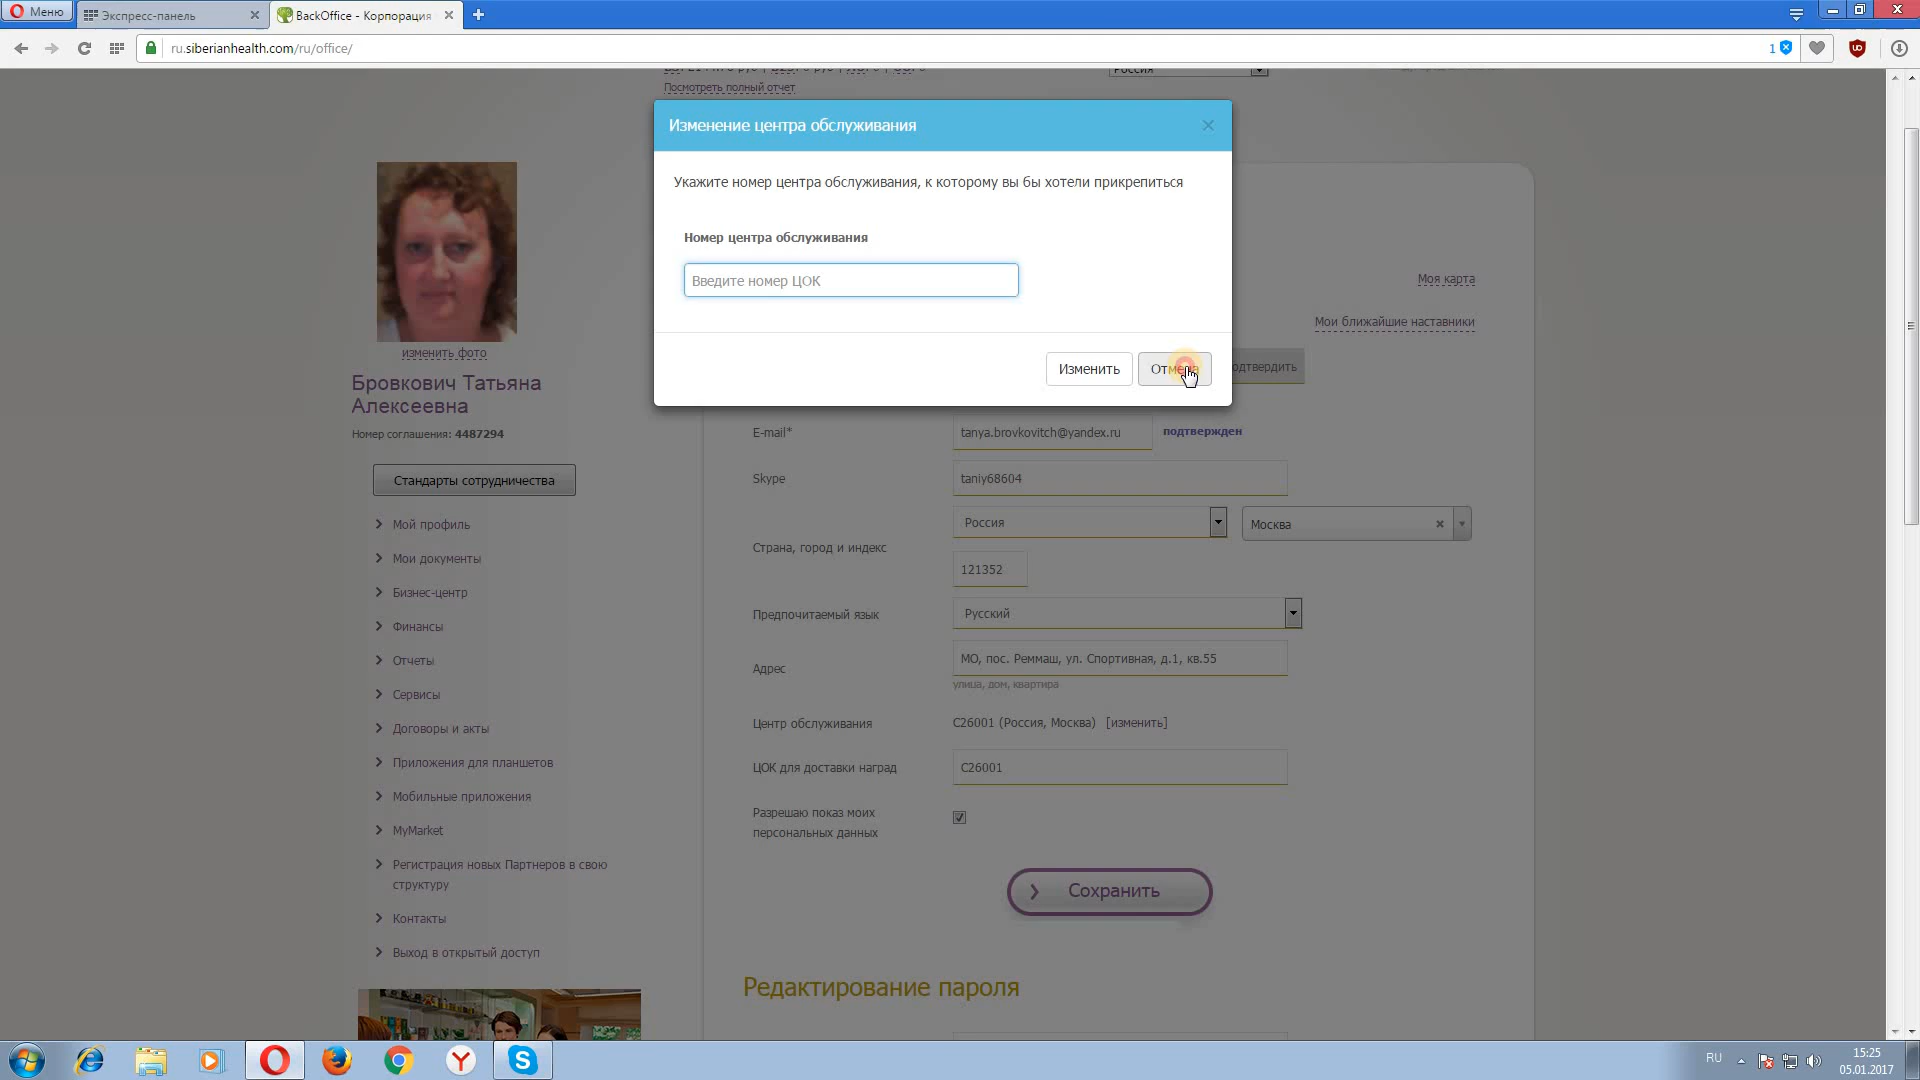 Меню
Экспресс-панель
BackOffice - Корпорация
ru.siberianhealth.com/ru/office/
1
Посмотреть полный отчет
Россия
Изменение центра обслуживания
Укажите номер центра обслуживания, к которому вы бы хотели прикрепиться
Номер центра обслуживания
Введите номер ЦОК
Изменить
Отмена
изменить фото
Бровкович Татьяна
Алексеевна
Номер соглашения: 4487294
Стандарты сотрудничества
Мой профиль
Мои документы
Бизнес-центр
Финансы
Отчеты
Сервисы
Договоры и акты
Приложения для планшетов
Мобильные приложения
MyMarket
Регистрация новых Партнеров в свою
структуру
Контакты
Выход в открытый доступ
Моя карта
Мои ближайшие наставники
одтвердить
E-mail*
tanya.brovkovitch@yandex.ru
подтвержден
Skype
taniy68604
Страна, город и индекс
Россия
Москва
121352
Предпочитаемый язык
Русский
Адрес
МО, пос. Реммаш, ул. Спортивная, д.1, кв.55
улица, дом, квартира
Центр обслуживания
C26001 (Россия, Москва) [изменить]
ЦОК для доставки наград
C26001
Разрешаю показ моих
персональных данных
Сохранить
Редактирование пароля
RU
15:25
05.01.2017